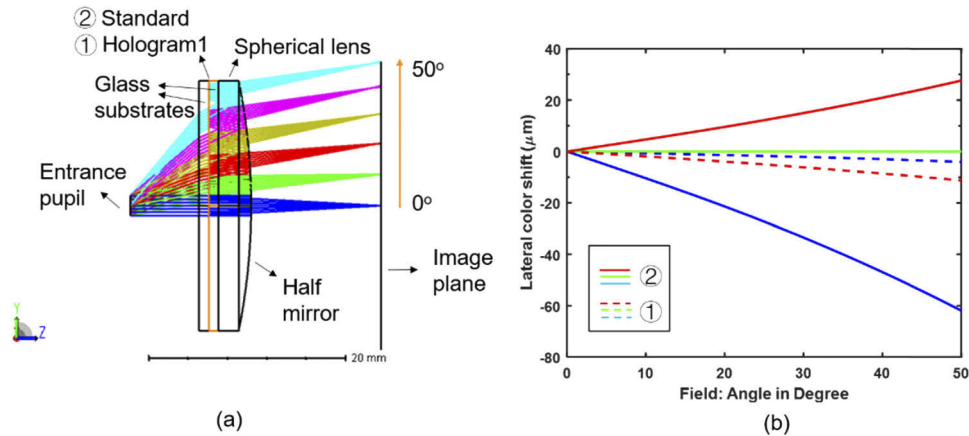 ② Standard
① Hologram1
Spherical lens
Glass
substrates
50°
Entrance
pupil
0°
Image
plane
Half
mirror
Y
Z
20 mm
(a)
Lateral color shift(μm)
40
20
0
-20
-40
-60
-80
②
①
0
10
20
30
40
50
Field: Angle in Degree
(b)